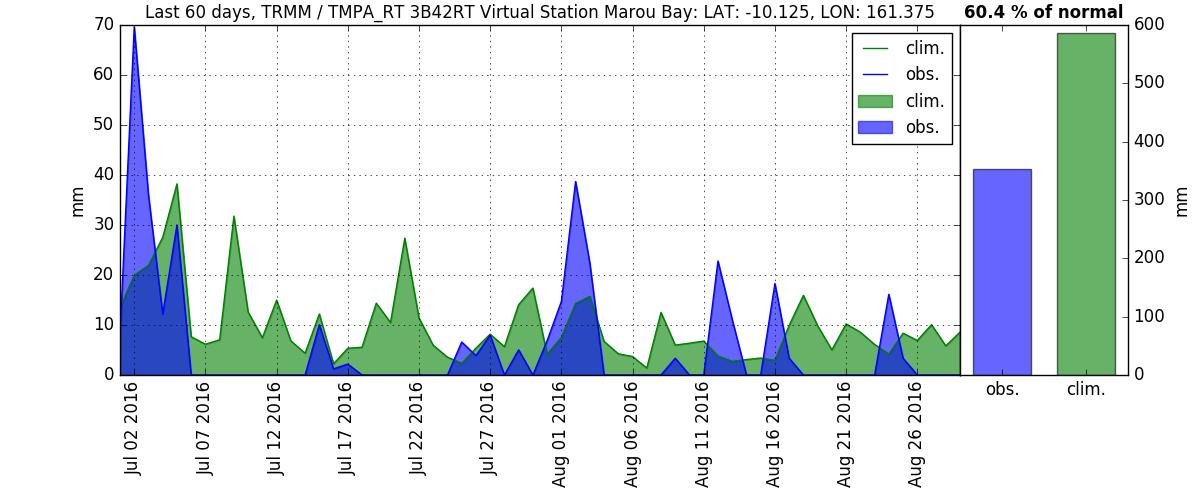 Last 60 days, TRMM / TMPA_RT 3B42RT Virtual Station Marou Bay: LAT: -10.125, LON: 161.375
60.4 % of normal
70
60
50
40
30
20
10
0
mm
clim.
obs.
clim.
obs.
Jul 02 2016
Jul 07 2016
Jul 12 2016
Jul 17 2016
Jul 22 2016
Jul 27 2016
Aug 01 2016
Aug 06 2016
Aug 11 2016
Aug 16 2016
Aug 21 2016
Aug 26 2016
600
500
400
300
200
100
0
mm
obs.
clim.